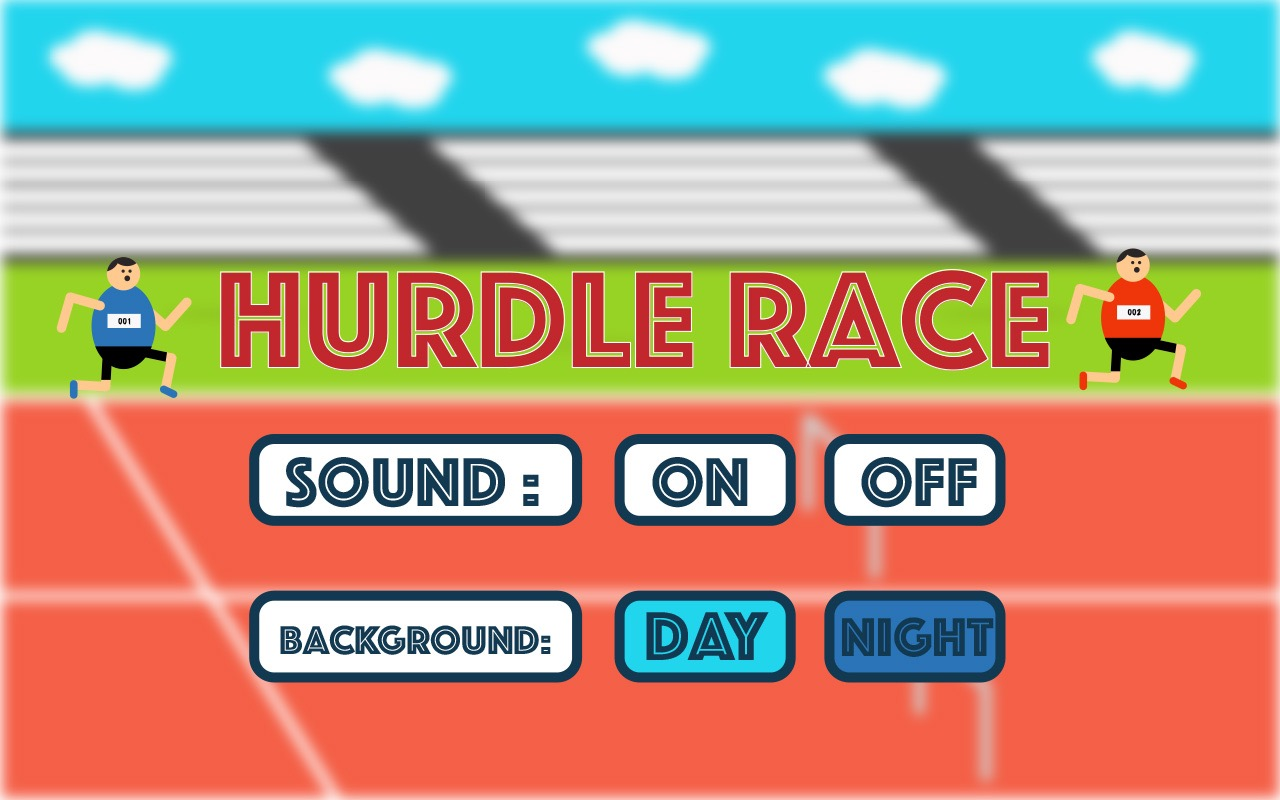 HURDLE RACE
001
002
SOUND : ON OFF
BACKGROUND: DAY NIGHT